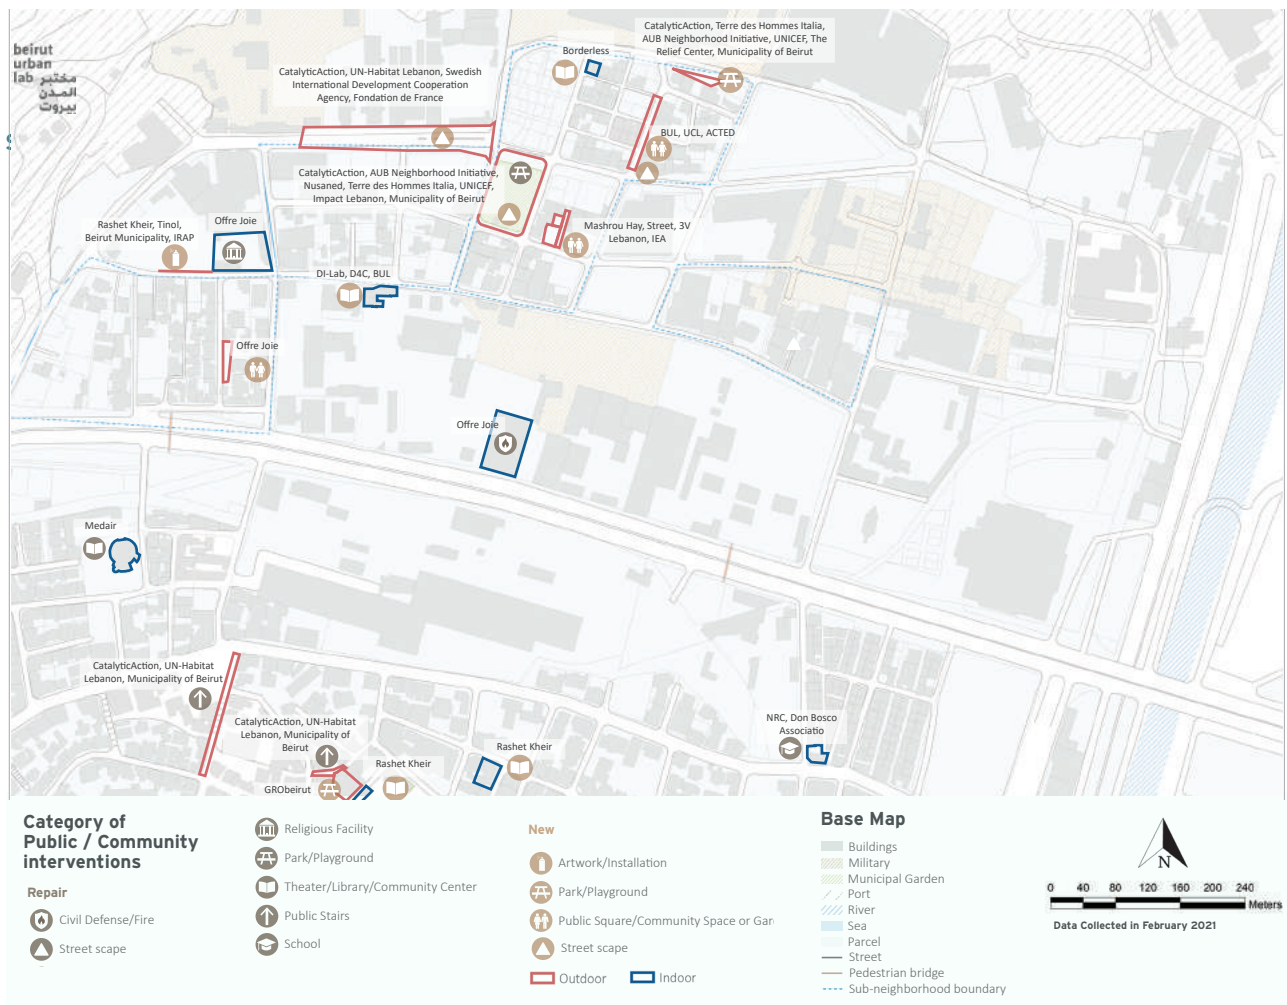 beirut
urban
lab مختبر
المدن
بيروت
CatalyticAction, Terre des Hommes Italia,
AUB Neighborhood Initiative, UNICEF, The
Relief Center, Municipality of Beirut
Borderless
CatalyticAction, UN-Habitat Lebanon, Swedish
International Development Cooperation
Agency, Fondation de France
BUL, UCL, ACTED
CatalyticAction, AUB Neighborhood Initiative,
Nusaned, Terre des Hommes Italia, UNICEF,
Impact Lebanon, Municipality of Beirut
Rashet Kheir, Tinol,
Beirut Municipality, IRAP
Offre Joie
Mashrou Hay, Street, 3V
Lebanon, IEA
DI-Lab, D4C, BUL
Offre Joie
Offre Joie
Medair
CatalyticAction, UN-Habitat
Lebanon, Municipality of Beirut
CatalyticAction, UN-Habitat
Lebanon, Municipality of
Beirut
NRC, Don Bosco
Associatio
Rashet Kheir
Rashet Kheir
GRObeirut
Category of
Public / Community
interventions
Repair
Civil Defense/Fire
Street scape
Religious Facility
Park/Playground
Theater/Library/Community Center
Public Stairs
School
New
Artwork/Installation
Park/Playground
Public Square/Community Space or Gar
Street scape
Outdoor
Indoor
Base Map
Buildings
Military
Municipal Garden
Port
River
Sea
Parcel
Street
Pedestrian bridge
Sub-neighborhood boundary
N
0 40 80 120 160 200 240
Meters
Data Collected in February 2021